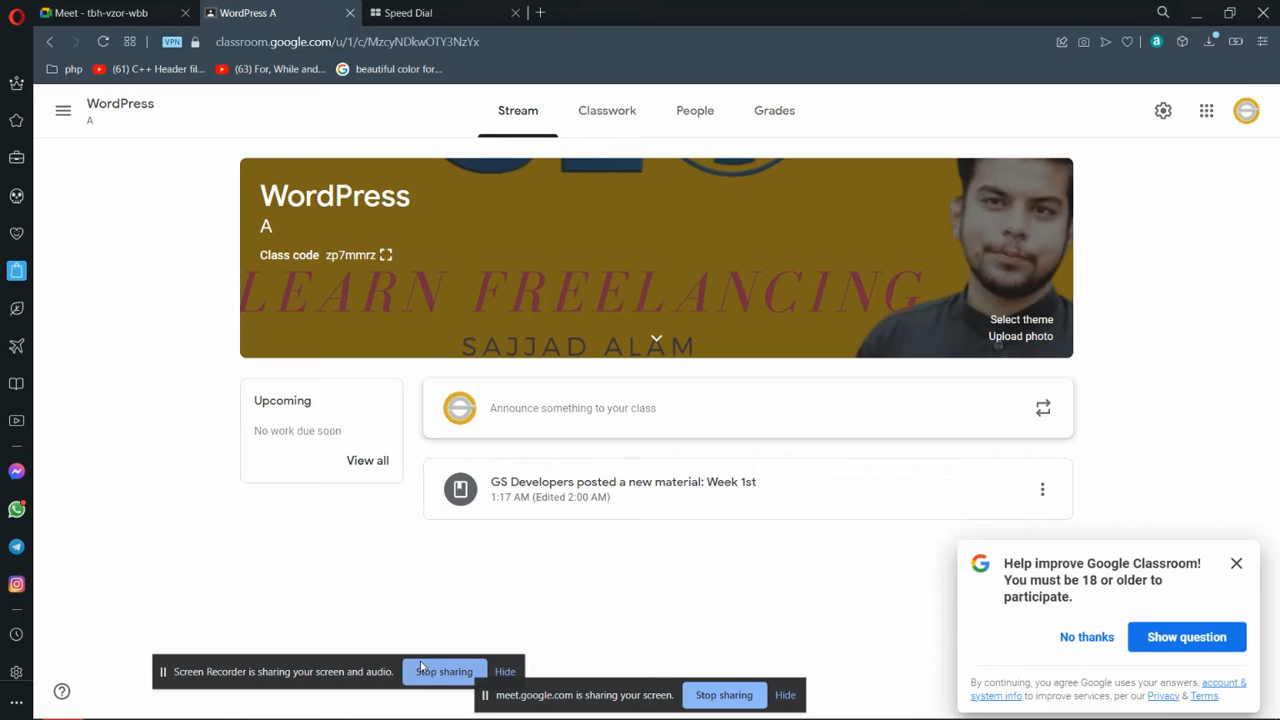 Meet - tbh-vzor-wbb
WordPress A
Speed Dial
VPN
classroom.google.com/u/1/c/MzcyNDkwOTY3NzYx
php
(61) C++ Header fil...
(63) For, While and...
beautiful color for...
WordPress
A
Stream
Classwork
People
Grades
WordPress
A
Class code zp7mmrz
LEARN FREELANCING
SAJJAD ALAM
Select theme
Upload photo
Upcoming
No work due soon
View all
Announce something to your class
GS Developers posted a new material: Week 1st
1:17 AM (Edited 2:00 AM)
Help improve Google Classroom!
You must be 18 or older to
participate.
No thanks
Show question
By continuing, you agree Google uses your answers, account &
system info to improve services, per our Privacy & Terms.
Screen Recorder is sharing your screen and audio.
Stop sharing
Hide
meet.google.com is sharing your screen.
Stop sharing
Hide